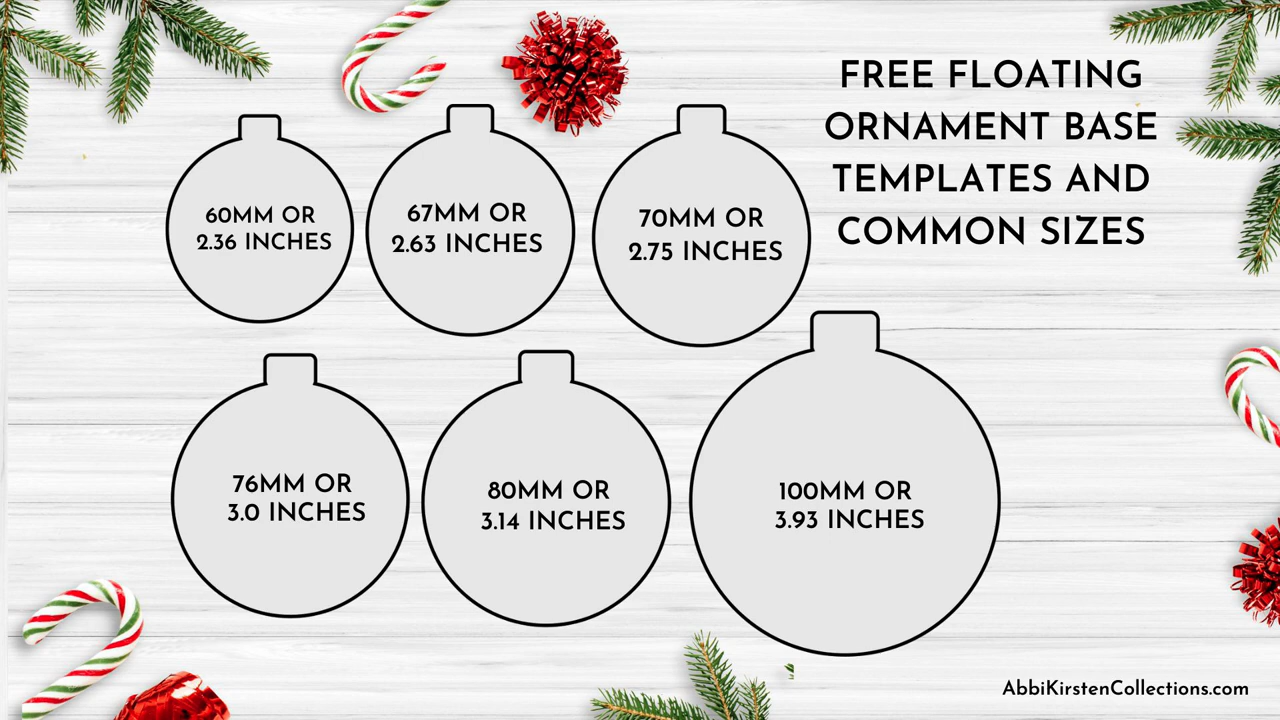 FREE FLOATING
ORNAMENT BASE
TEMPLATES AND
COMMON SIZES
60MM OR
2.36 INCHES
67MM OR
2.63 INCHES
70MM OR
2.75 INCHES
76MM OR
3.0 INCHES
80MM OR
3.14 INCHES
100MM OR
3.93 INCHES
AbbiKirstenCollections.com